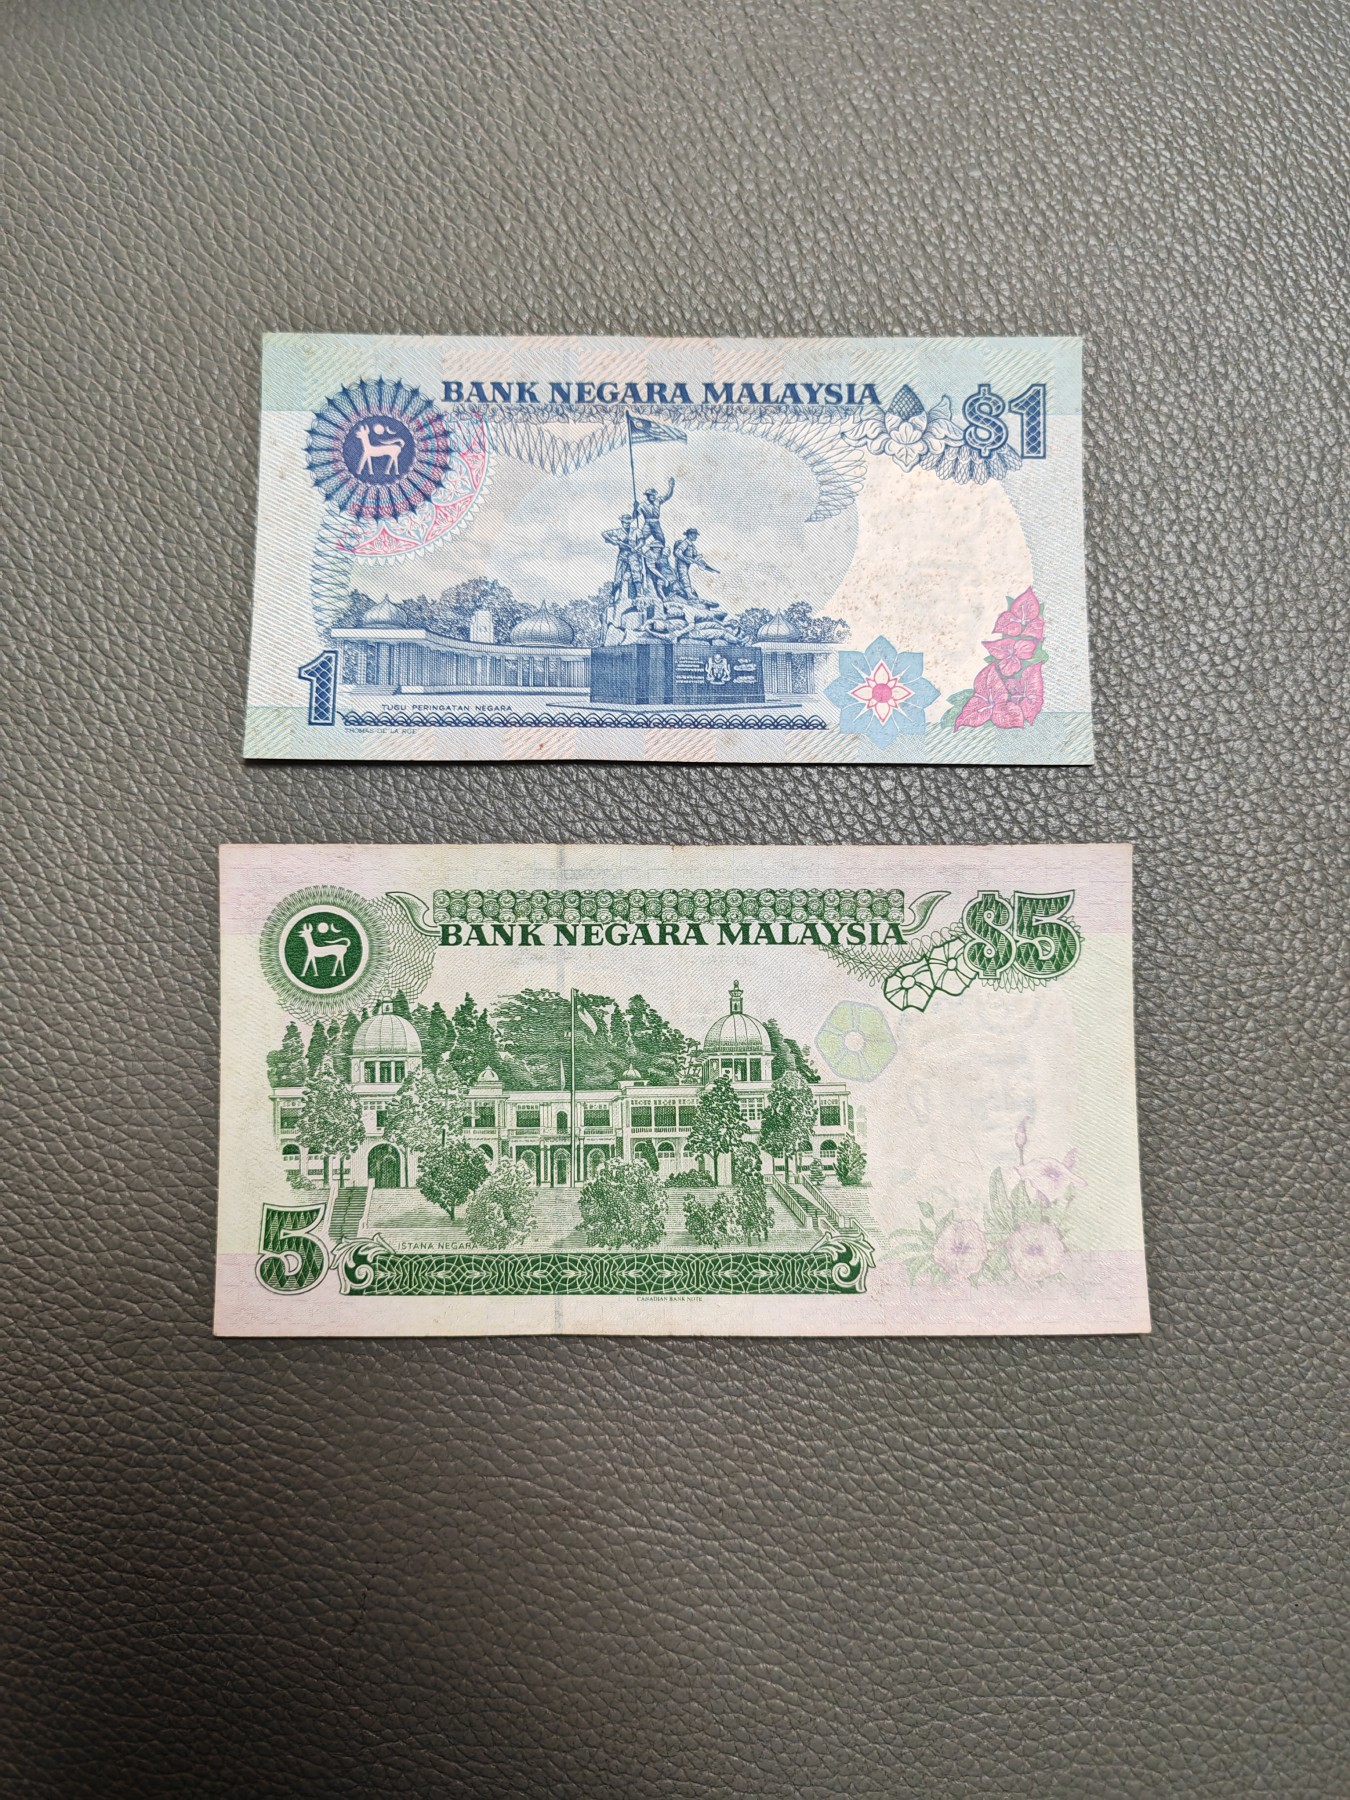 BANK NEGARA MALAYSIA
$1
1
TUGU PERINGATAN NEGARA
THOMAS DE LA RUE
BANK NEGARA MALAYSIA
$5
5
ISTANA NEGARA
CANADIAN BANK NOTE